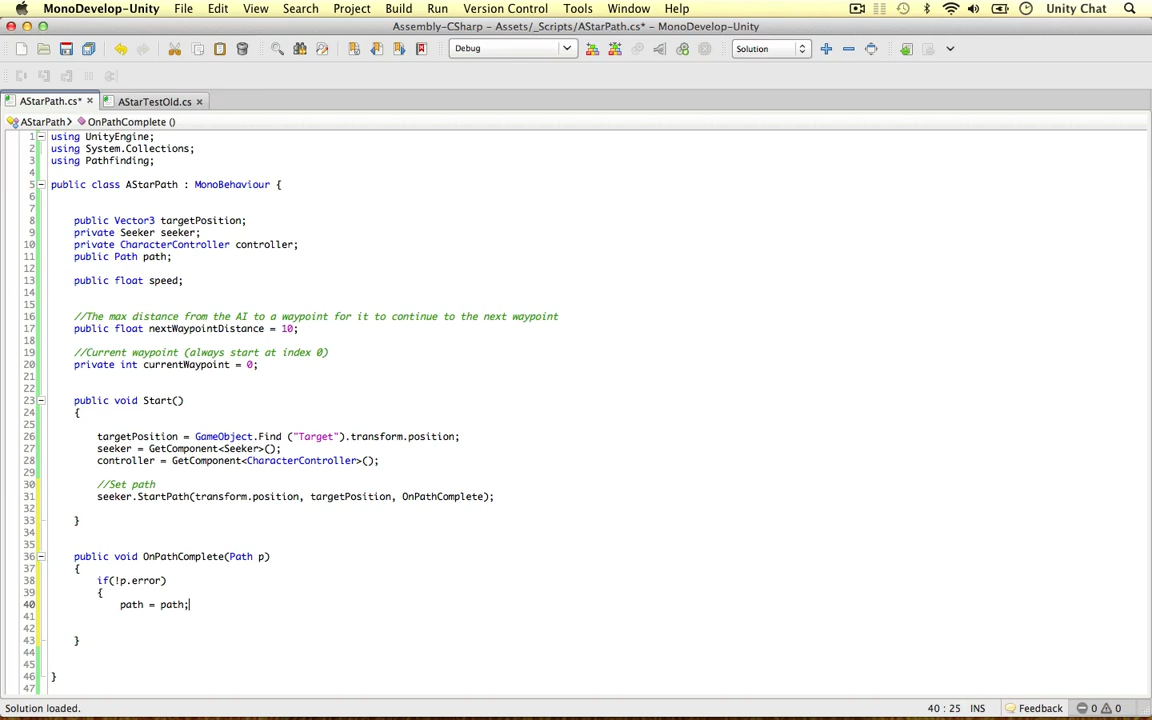 MonoDevelop-Unity File Edit View Search Project Build Run Version Control Tools Window Help Unity Chat
Assembly-CSharp – Assets/_Scripts/AStarPath.cs* – MonoDevelop-Unity
Debug Solution
AStarPath.cs* × AStarTestOld.cs ×
AStarPath OnPathComplete ()
1 using UnityEngine;
2 using System.Collections;
3 using Pathfinding;
4
5 public class AStarPath : MonoBehaviour {
6
7
8 public Vector3 targetPosition;
9 private Seeker seeker;
10 private CharacterController controller;
11 public Path path;
12
13 public float speed;
14
15
16 //The max distance from the AI to a waypoint for it to continue to the next waypoint
17 public float nextWaypointDistance = 10;
18
19 //Current waypoint (always start at index 0)
20 private int currentWaypoint = 0;
21
22
23 public void Start()
24 {
25
26 targetPosition = GameObject.Find ("Target").transform.position;
27 seeker = GetComponent<Seeker>();
28 controller = GetComponent<CharacterController>();
29
30 //Set path
31 seeker.StartPath(transform.position, targetPosition, OnPathComplete);
32
33 }
34
35
36 public void OnPathComplete(Path p)
37 {
38 if(!p.error)
39 {
40 path = path;
41
42
43 }
44
45
46 }
47
Solution loaded. 40 : 25 INS Feedback 0 0